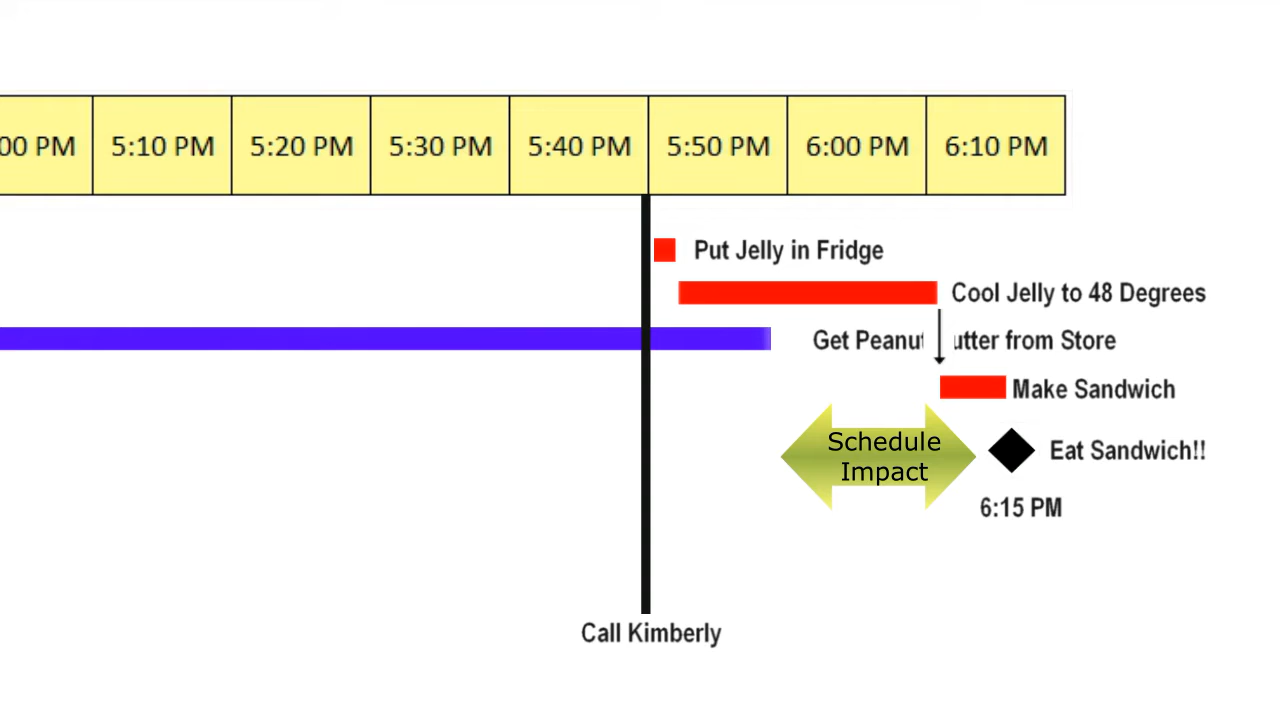 00 PM 5:10 PM 5:20 PM 5:30 PM 5:40 PM 5:50 PM 6:00 PM 6:10 PM
Put Jelly in Fridge
Cool Jelly to 48 Degrees
Get Peanut utter from Store
Make Sandwich
Schedule
Impact
Eat Sandwich!!
6:15 PM
Call Kimberly